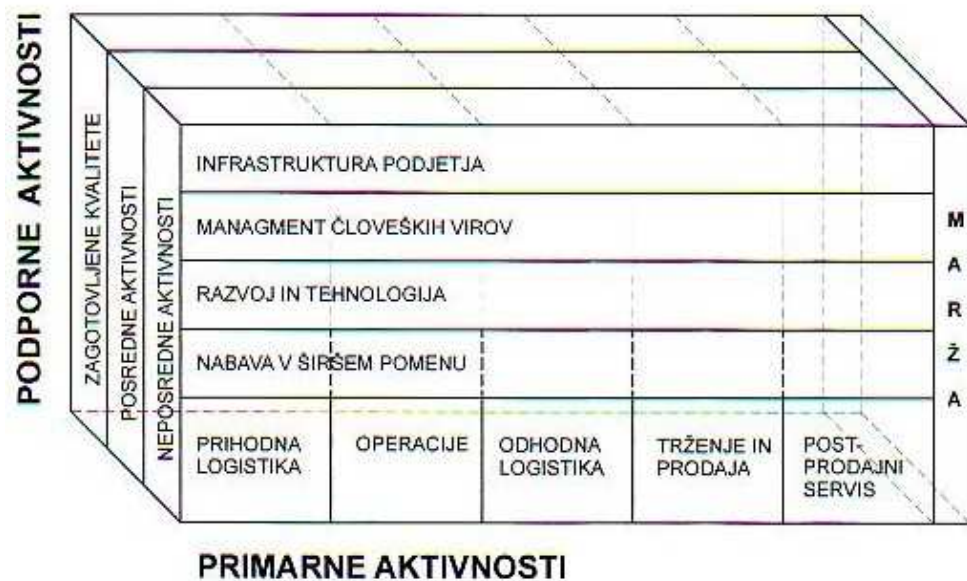 PODPORNE AKTIVNOSTI
ZAGOTOVLJENE KVALITETE
POSREDNE AKTIVNOSTI
NEPOSREDNE AKTIVNOSTI
INFRASTRUKTURA PODJETJA
MANAGMENT ČLOVEŠKIH VIROV
RAZVOJ IN TEHNOLOGIJA
NABAVA V ŠIRŠEM POMENU
MARŽA
PRIHODNA
LOGISTIKA
OPERACIJE
ODHODNA
LOGISTIKA
TRŽENJE IN
PRODAJA
POST-
PRODAJNI
SERVIS
PRIMARNE AKTIVNOSTI